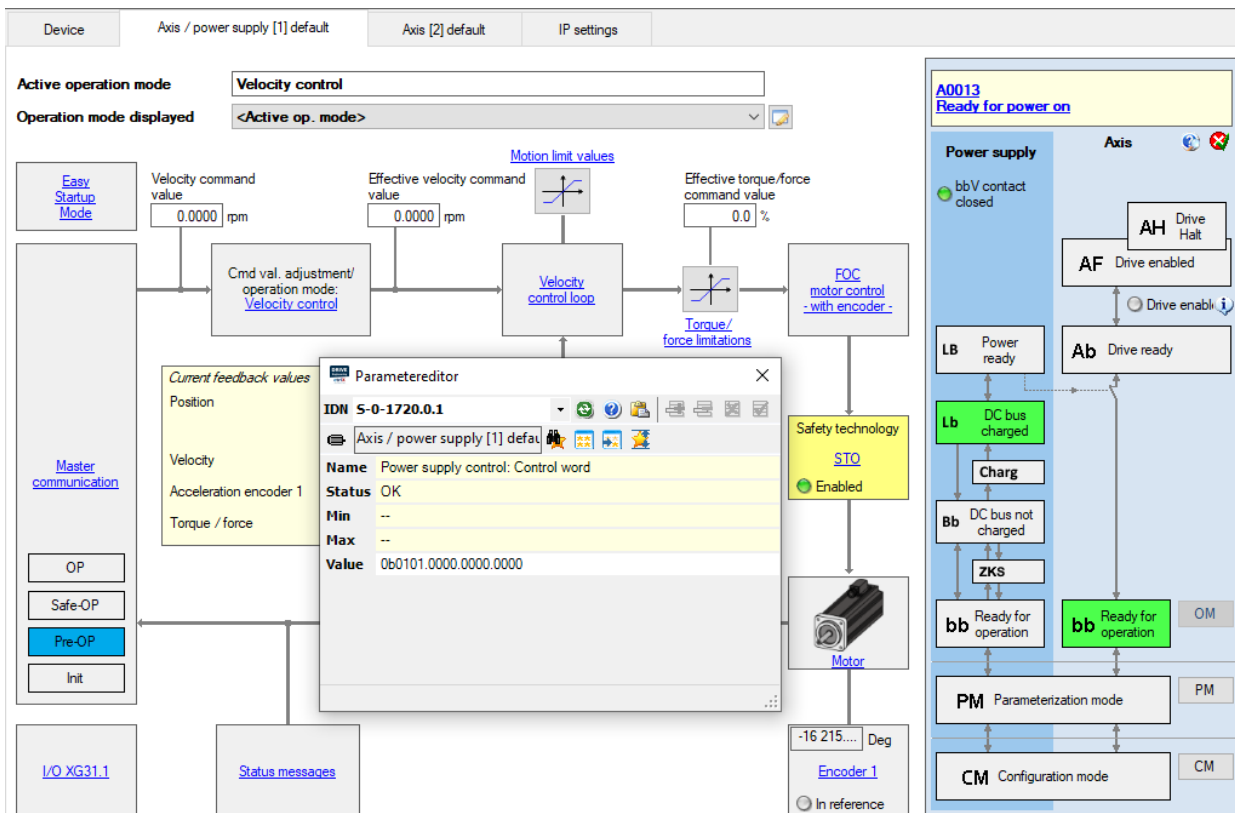 Device
Axis / power supply [1] default
Axis [2] default
IP settings
Active operation mode
Velocity control
Operation mode displayed
<Active op. mode>
Easy
Startup
Mode
Velocity command
value
0.0000 rpm
Effective velocity command
value
0.0000 rpm
Motion limit values
Effective torque/force
command value
0.0 %
Cmd val. adjustment/
operation mode:
Velocity control
Velocity
control loop
Torque/
force limitations
FOC
motor control
- with encoder -
Master
communication
OP
Safe-OP
Pre-OP
Init
Current feedback values
Position
Velocity
Acceleration encoder 1
Torque / force
Parametereditor
IDN S-0-1720.0.1
Axis / power supply [1] defau
Name Power supply control: Control word
Status OK
Min --
Max --
Value 0b0101.0000.0000.0000
Safety technology
STO
Enabled
Motor
-16 215.... Deg
Encoder 1
In reference
I/O XG31.1
Status messages
A0013
Ready for power on
Power supply
Axis
bbV contact
closed
AH Drive
Halt
AF Drive enabled
Drive enabl
LB Power
ready
Ab Drive ready
Lb DC bus
charged
Charg
Bb DC bus not
charged
ZKS
bb Ready for
operation
bb Ready for
operation
OM
PM Parameterization mode
PM
CM Configuration mode
CM